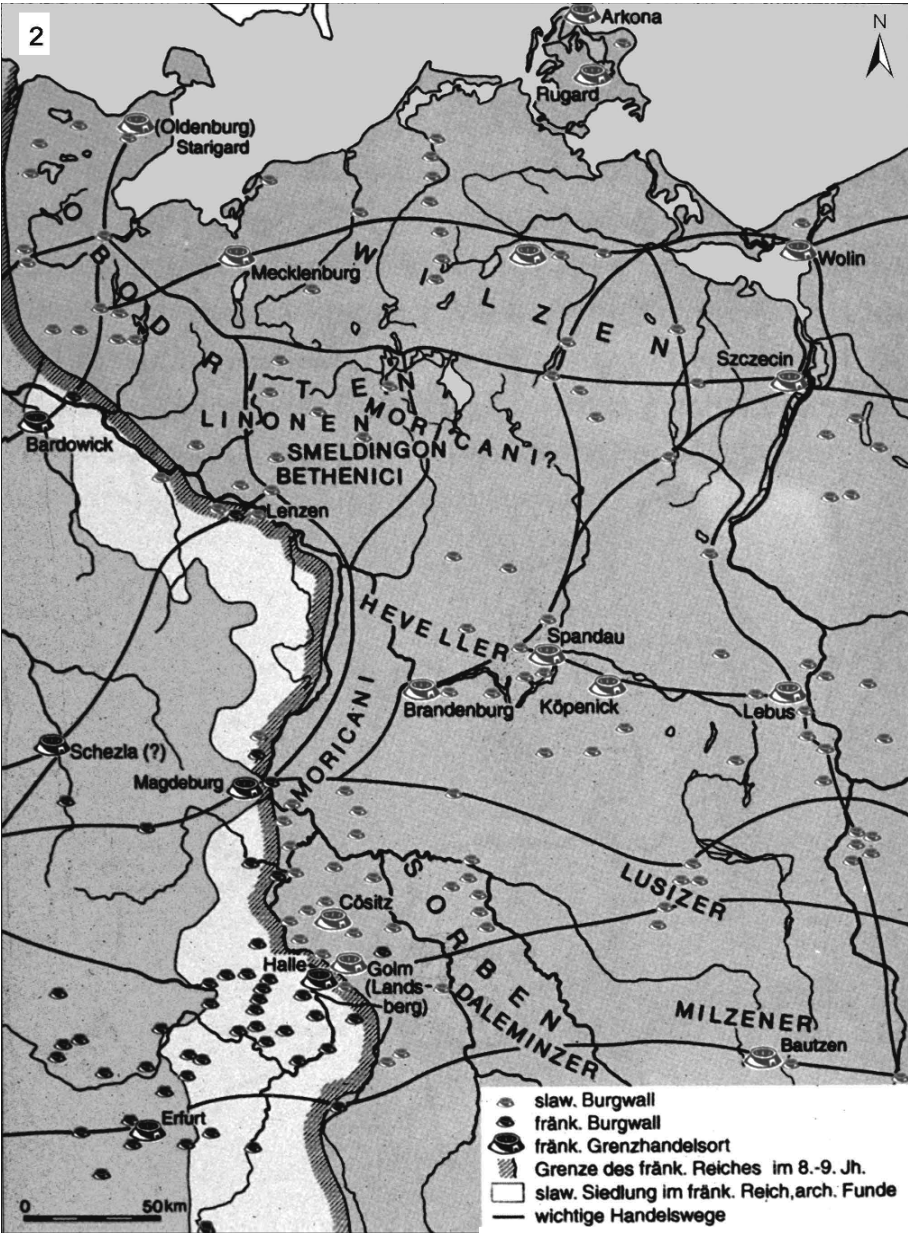 2
N
Arkona
Rugard
(Oldenburg)
Starigard
OBODRITEN
Mecklenburg
WILZEN
Wolin
Szczecin
Bardowick
LINONEN
MORICANI?
SMELDINGON
BETHENICI
Lenzen
HEVELLER
Spandau
Brandenburg
Köpenick
Lebus
Schezla (?)
MORICANI
Magdeburg
LUSIZER
SORBEN
Cösitz
Halle
Golm
(Lands-
berg)
DALEMINZER
MILZENER
Bautzen
Erfurt
slaw. Burgwall
fränk. Burgwall
fränk. Grenzhandelsort
Grenze des fränk. Reiches im 8.-9. Jh.
slaw. Siedlung im fränk. Reich,arch. Funde
wichtige Handelswege
0 50km